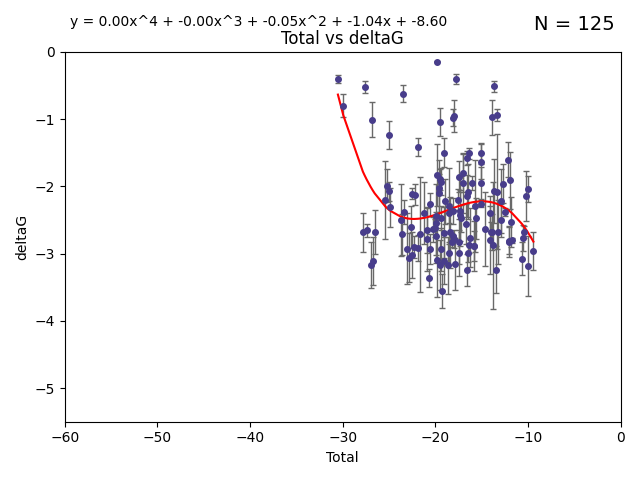 y = 0.00x^4 + -0.00x^3 + -0.05x^2 + -1.04x + -8.60
N = 125
Total vs deltaG
0
−1
−2
−3
−4
−5
deltaG
−60
−50
−40
−30
−20
−10
0
Total